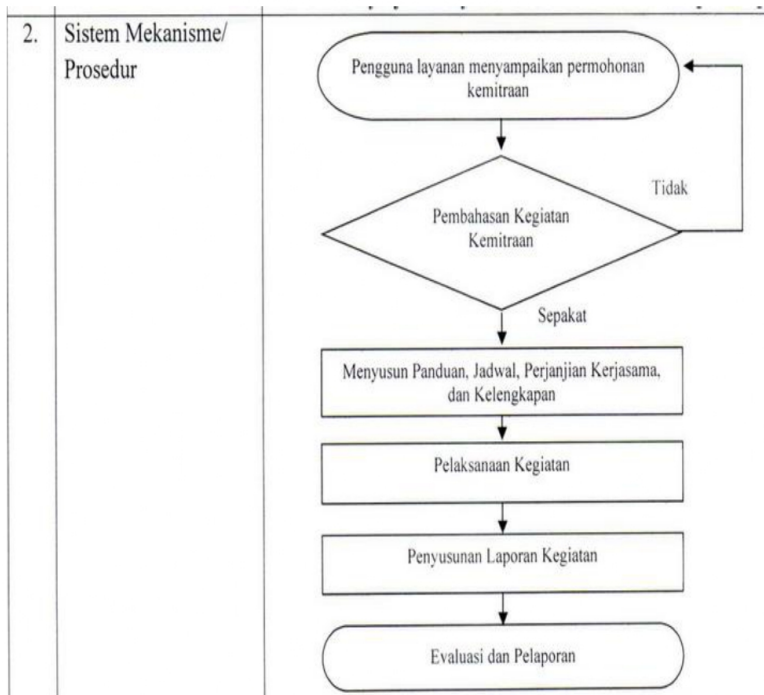 2.
Sistem Mekanisme/
Prosedur
Pengguna layanan menyampaikan permohonan
kemitraan
Tidak
Pembahasan Kegiatan
Kemitraan
Sepakat
Menyusun Panduan, Jadwal, Perjanjian Kerjasama,
dan Kelengkapan
Pelaksanaan Kegiatan
Penyusunan Laporan Kegiatan
Evaluasi dan Pelaporan